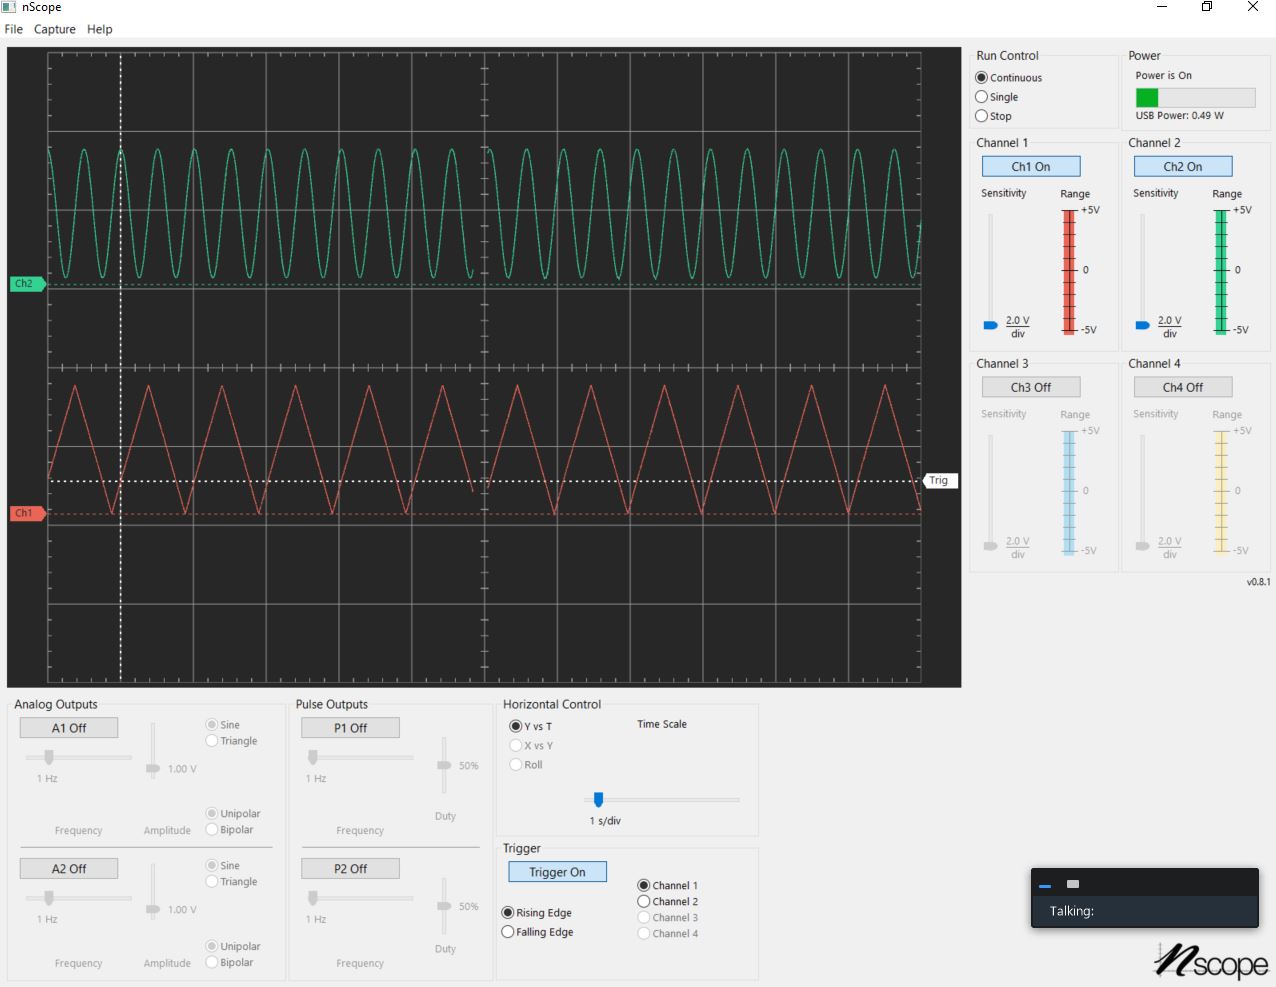 nScope
File Capture Help
Ch2
Ch1
Trig
Run Control
Continuous
Single
Stop
Power
Power is On
USB Power: 0.49 W
Channel 1
Ch1 On
Sensitivity
Range
+5V
0
-5V
2.0 V
div
Channel 2
Ch2 On
Sensitivity
Range
+5V
0
-5V
2.0 V
div
Channel 3
Ch3 Off
Sensitivity
Range
+5V
0
-5V
2.0 V
div
Channel 4
Ch4 Off
Sensitivity
Range
+5V
0
-5V
2.0 V
div
v0.8.1
Analog Outputs
A1 Off
Sine
Triangle
1.00 V
1 Hz
Unipolar
Bipolar
Frequency
Amplitude
A2 Off
Sine
Triangle
1.00 V
1 Hz
Unipolar
Bipolar
Frequency
Amplitude
Pulse Outputs
P1 Off
50%
1 Hz
Duty
Frequency
P2 Off
50%
1 Hz
Duty
Frequency
Horizontal Control
Y vs T
X vs Y
Roll
Time Scale
1 s/div
Trigger
Trigger On
Rising Edge
Falling Edge
Channel 1
Channel 2
Channel 3
Channel 4
Talking:
nscope